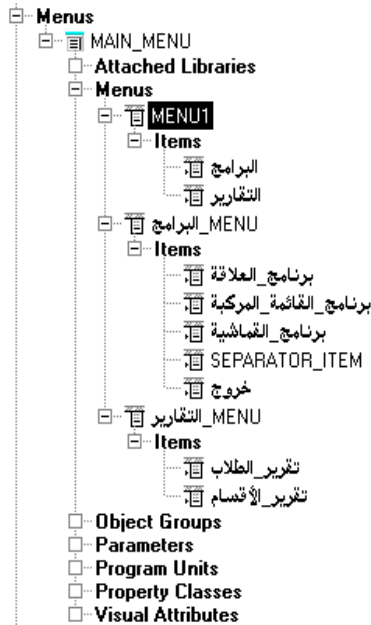 Menus
MAIN_MENU
Attached Libraries
Menus
MENU1
Items
البرامج
التقارير
البرامج_MENU
Items
برنامج_العلاقة
برنامج_القائمة_المركبة
برنامج_القماشية
SEPARATOR_ITEM
خروج
التقارير_MENU
Items
تقرير_الطلاب
تقرير_الأقسام
Object Groups
Parameters
Program Units
Property Classes
Visual Attributes